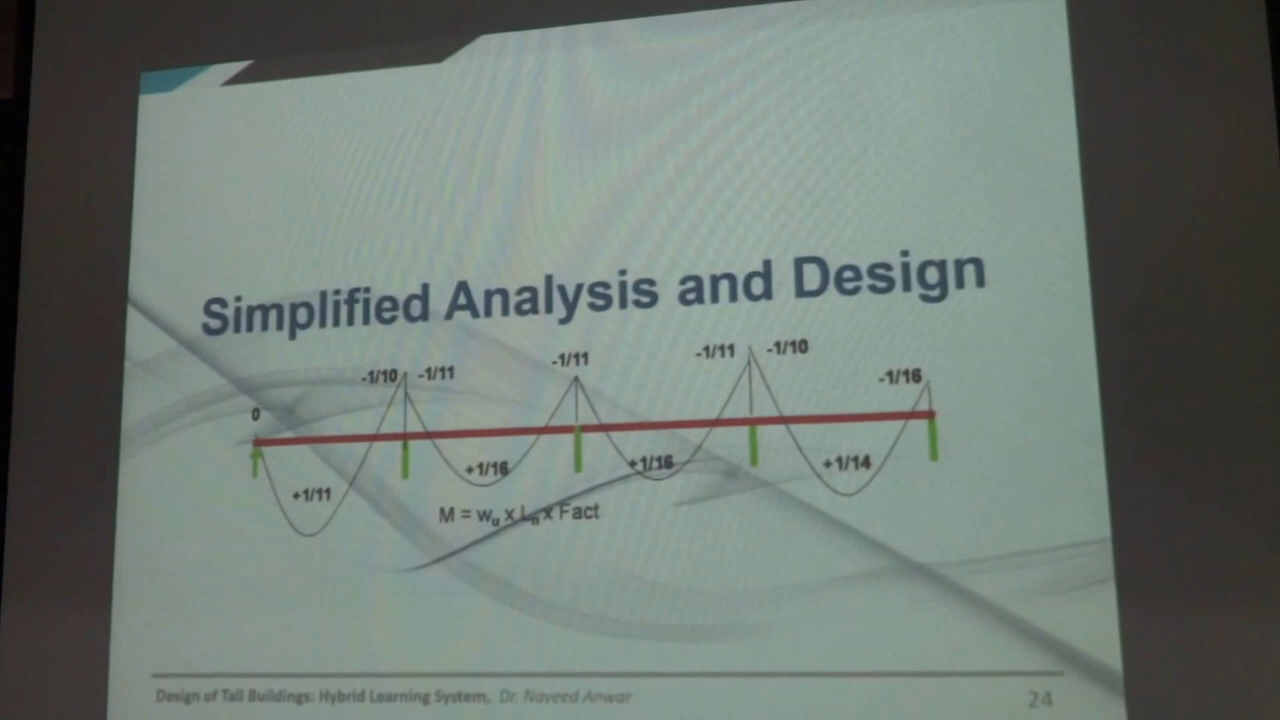 Simplified Analysis and Design
-1/10 -1/11 -1/11 -1/11 -1/10 -1/16
0
+1/11 +1/16 +1/16 +1/14
M = wu x Ln x Fact
Design of Tall Buildings: Hybrid Learning System, Dr. Naveed Anwar
24